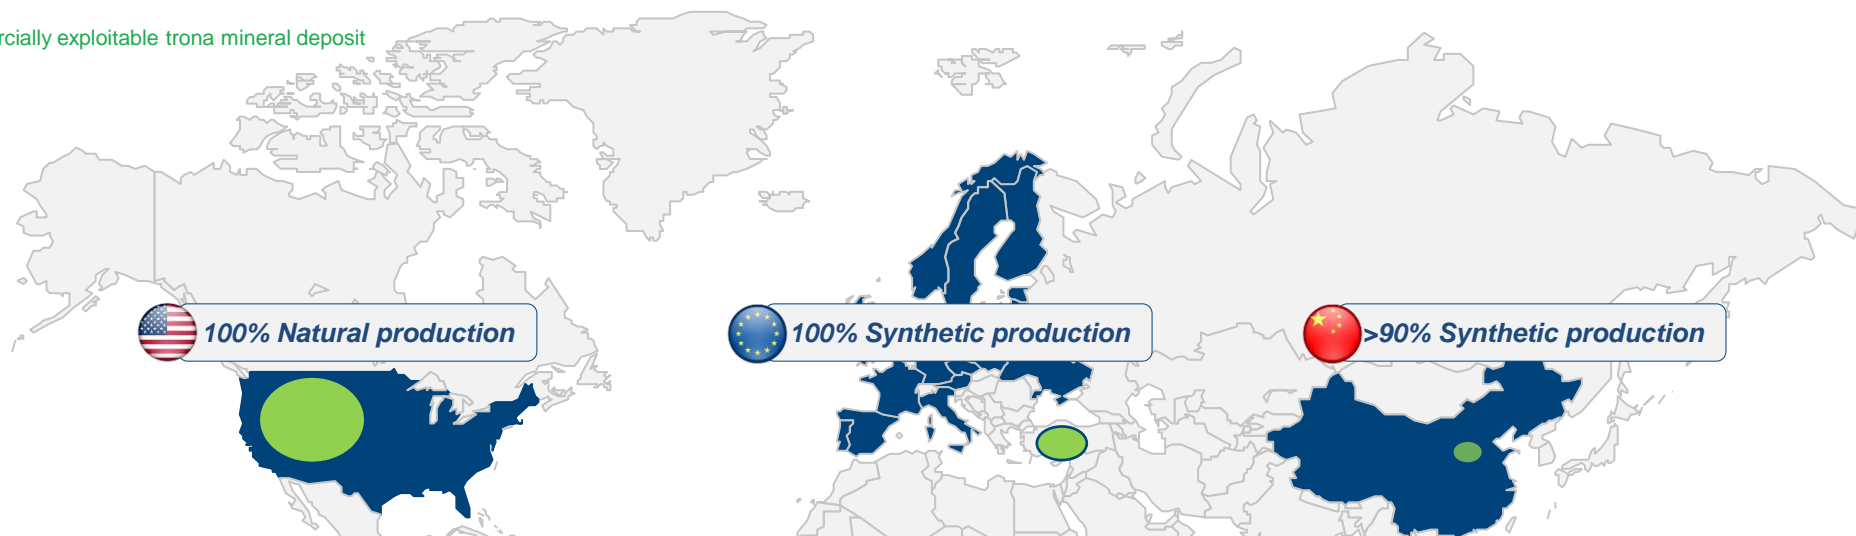 rcially exploitable trona mineral deposit
100% Natural production
100% Synthetic production
>90% Synthetic production